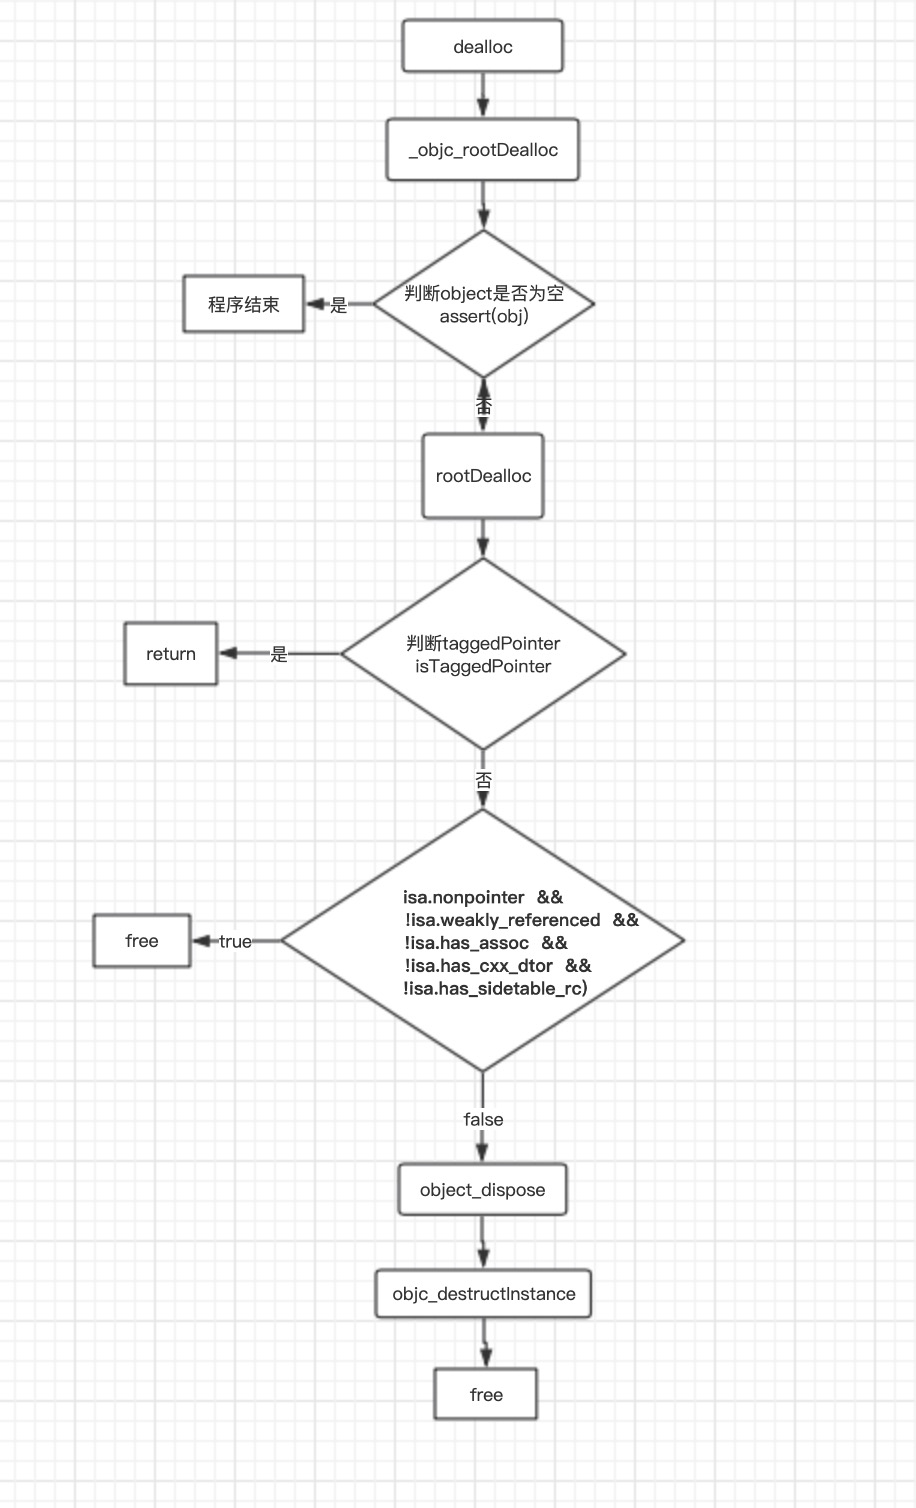 dealloc
_objc_rootDealloc
判断object是否为空
assert(obj)
是
程序结束
否
rootDealloc
判断taggedPointer
isTaggedPointer
是
return
否
isa.nonpointer &&
!isa.weakly_referenced &&
!isa.has_assoc &&
!isa.has_cxx_dtor &&
!isa.has_sidetable_rc)
true
free
false
object_dispose
objc_destructInstance
free